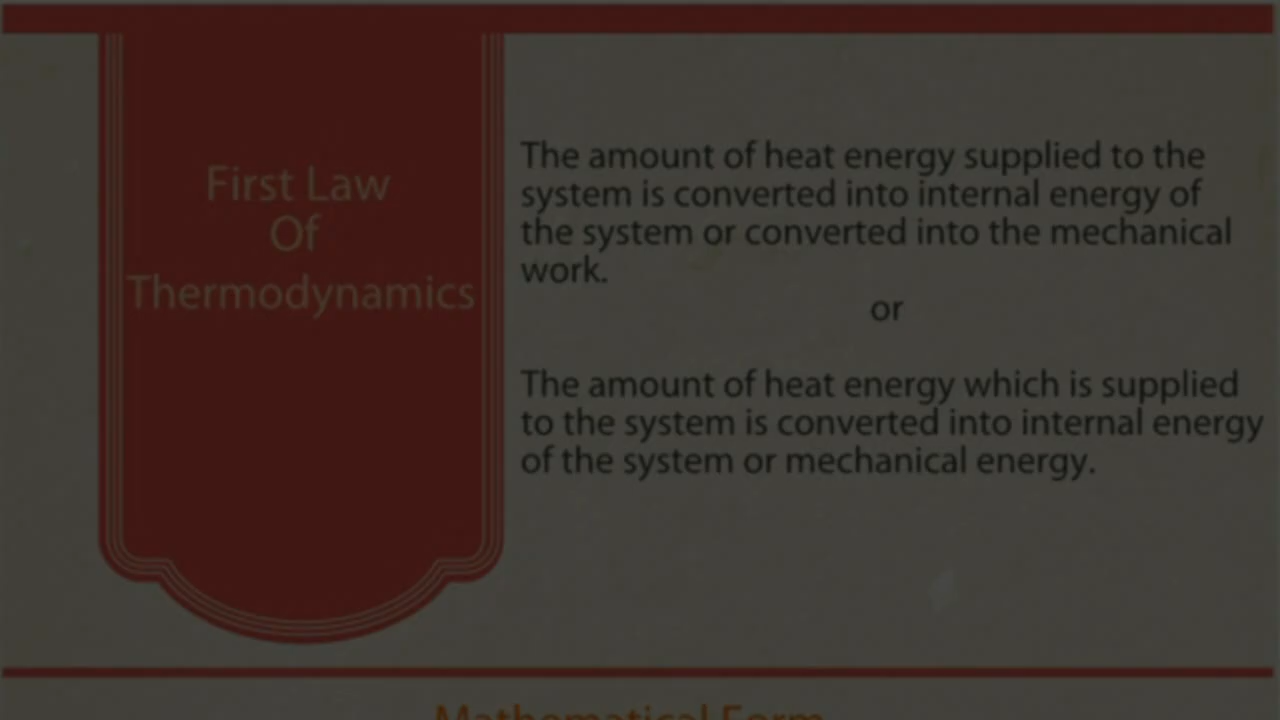 First Law
Of
Thermodynamics
The amount of heat energy supplied to the
system is converted into internal energy of
the system or converted into the mechanical
work.
or
The amount of heat energy which is supplied
to the system is converted into internal energy
of the system or mechanical energy.
Mathematical Form